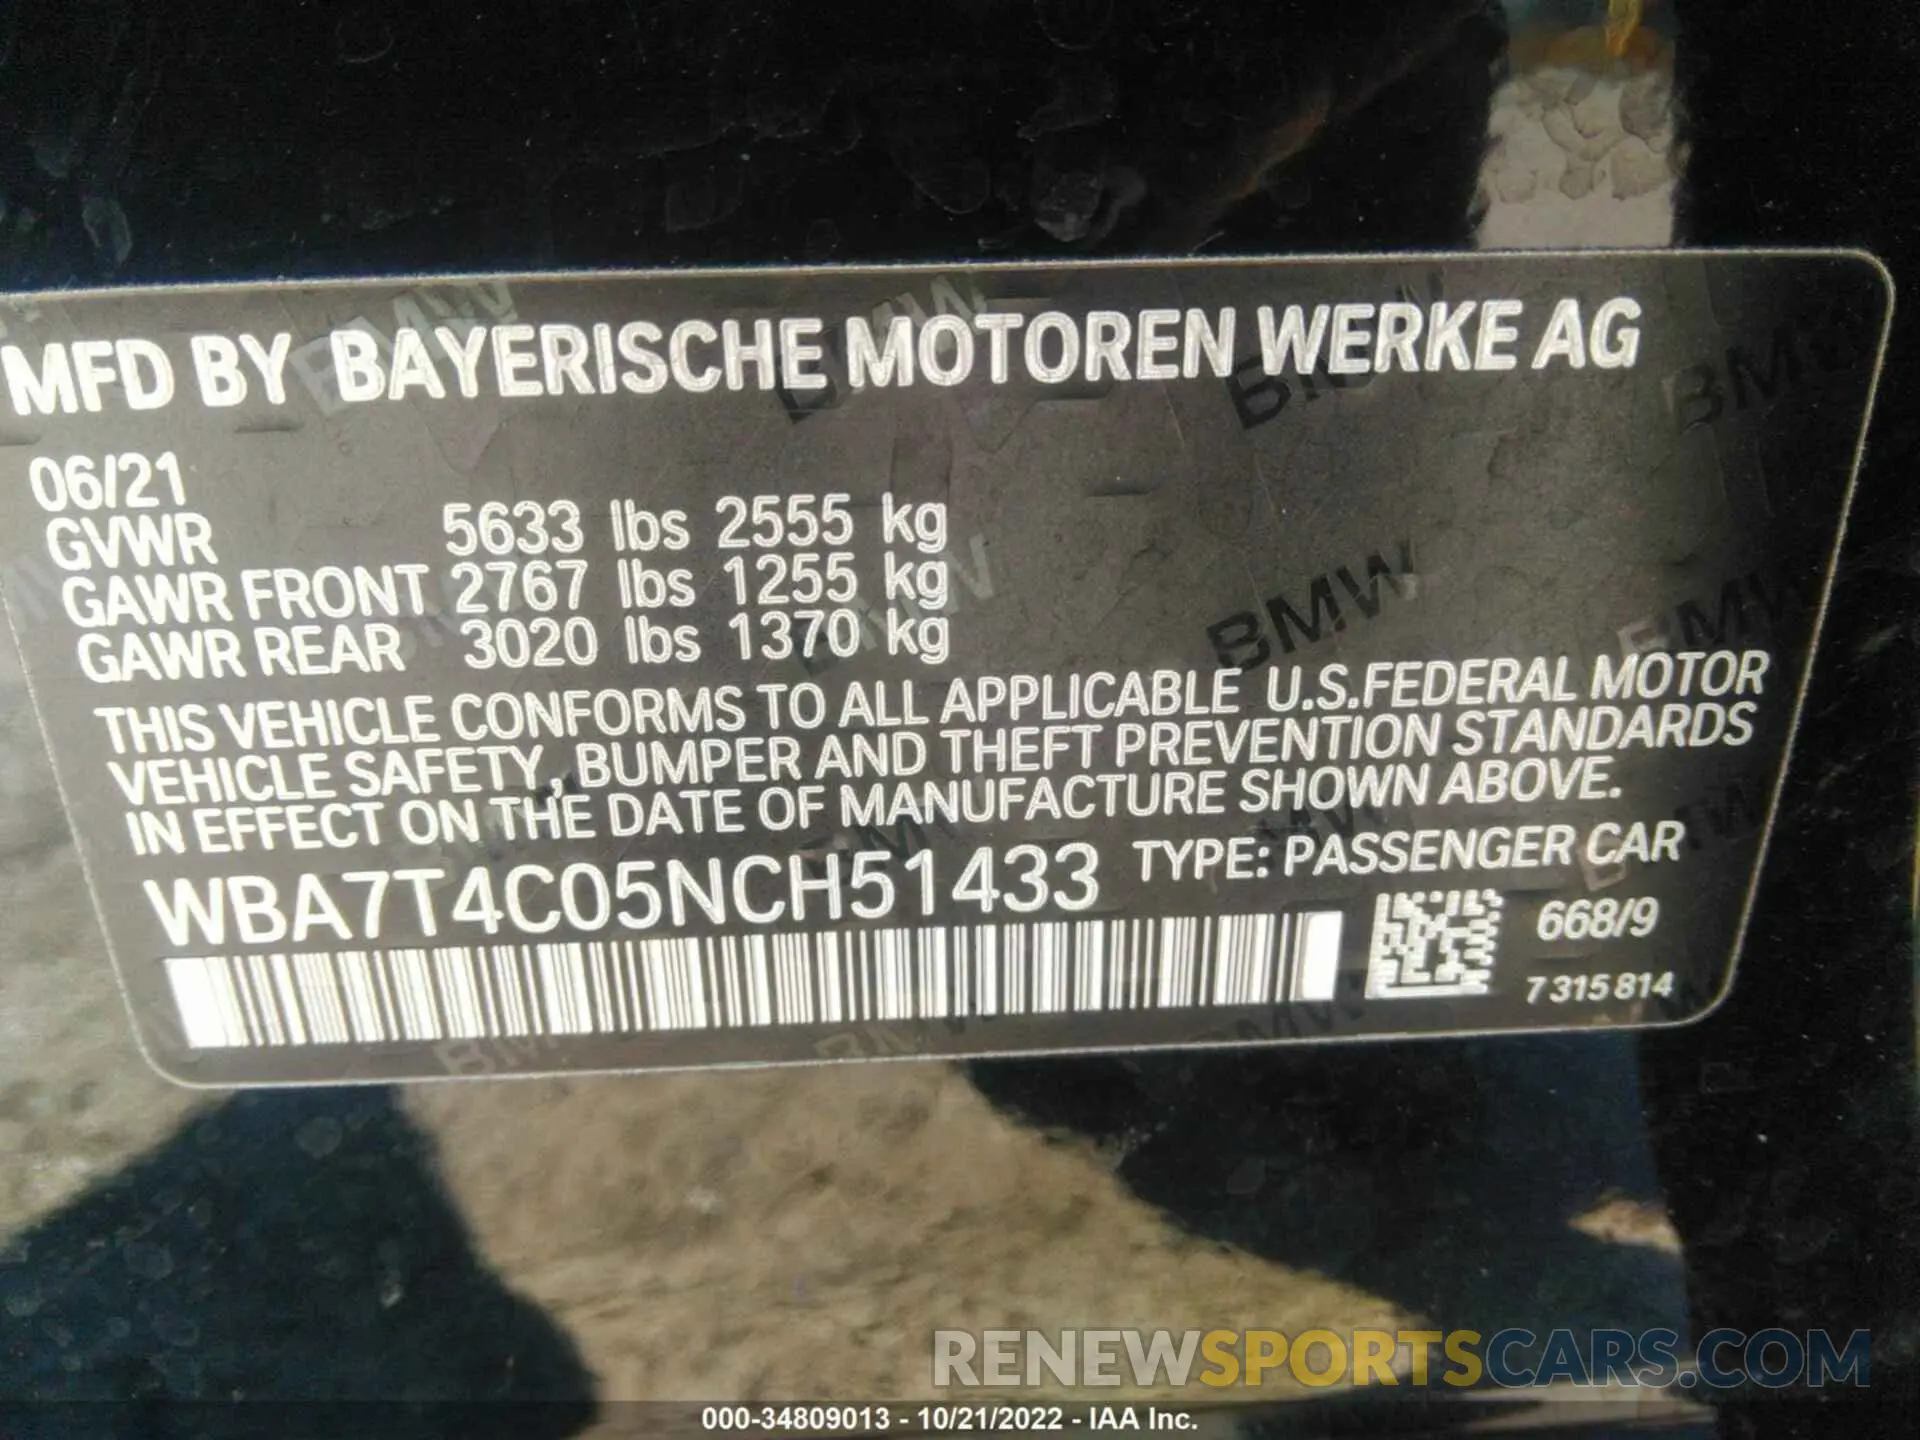 MFD BY BAYERISCHE MOTOREN WERKE AG
06/21
GVWR 5633 lbs 2555 kg
GAWR FRONT 2767 lbs 1255 kg
GAWR REAR 3020 lbs 1370 kg
THIS VEHICLE CONFORMS TO ALL APPLICABLE U.S.FEDERAL MOTOR
VEHICLE SAFETY, BUMPER AND THEFT PREVENTION STANDARDS
IN EFFECT ON THE DATE OF MANUFACTURE SHOWN ABOVE.
WBA7T4C05NCH51433 TYPE: PASSENGER CAR
668/9
7 315 814
RENEWSPORTSCARS.COM
000-34809013 - 10/21/2022 - IAA Inc.